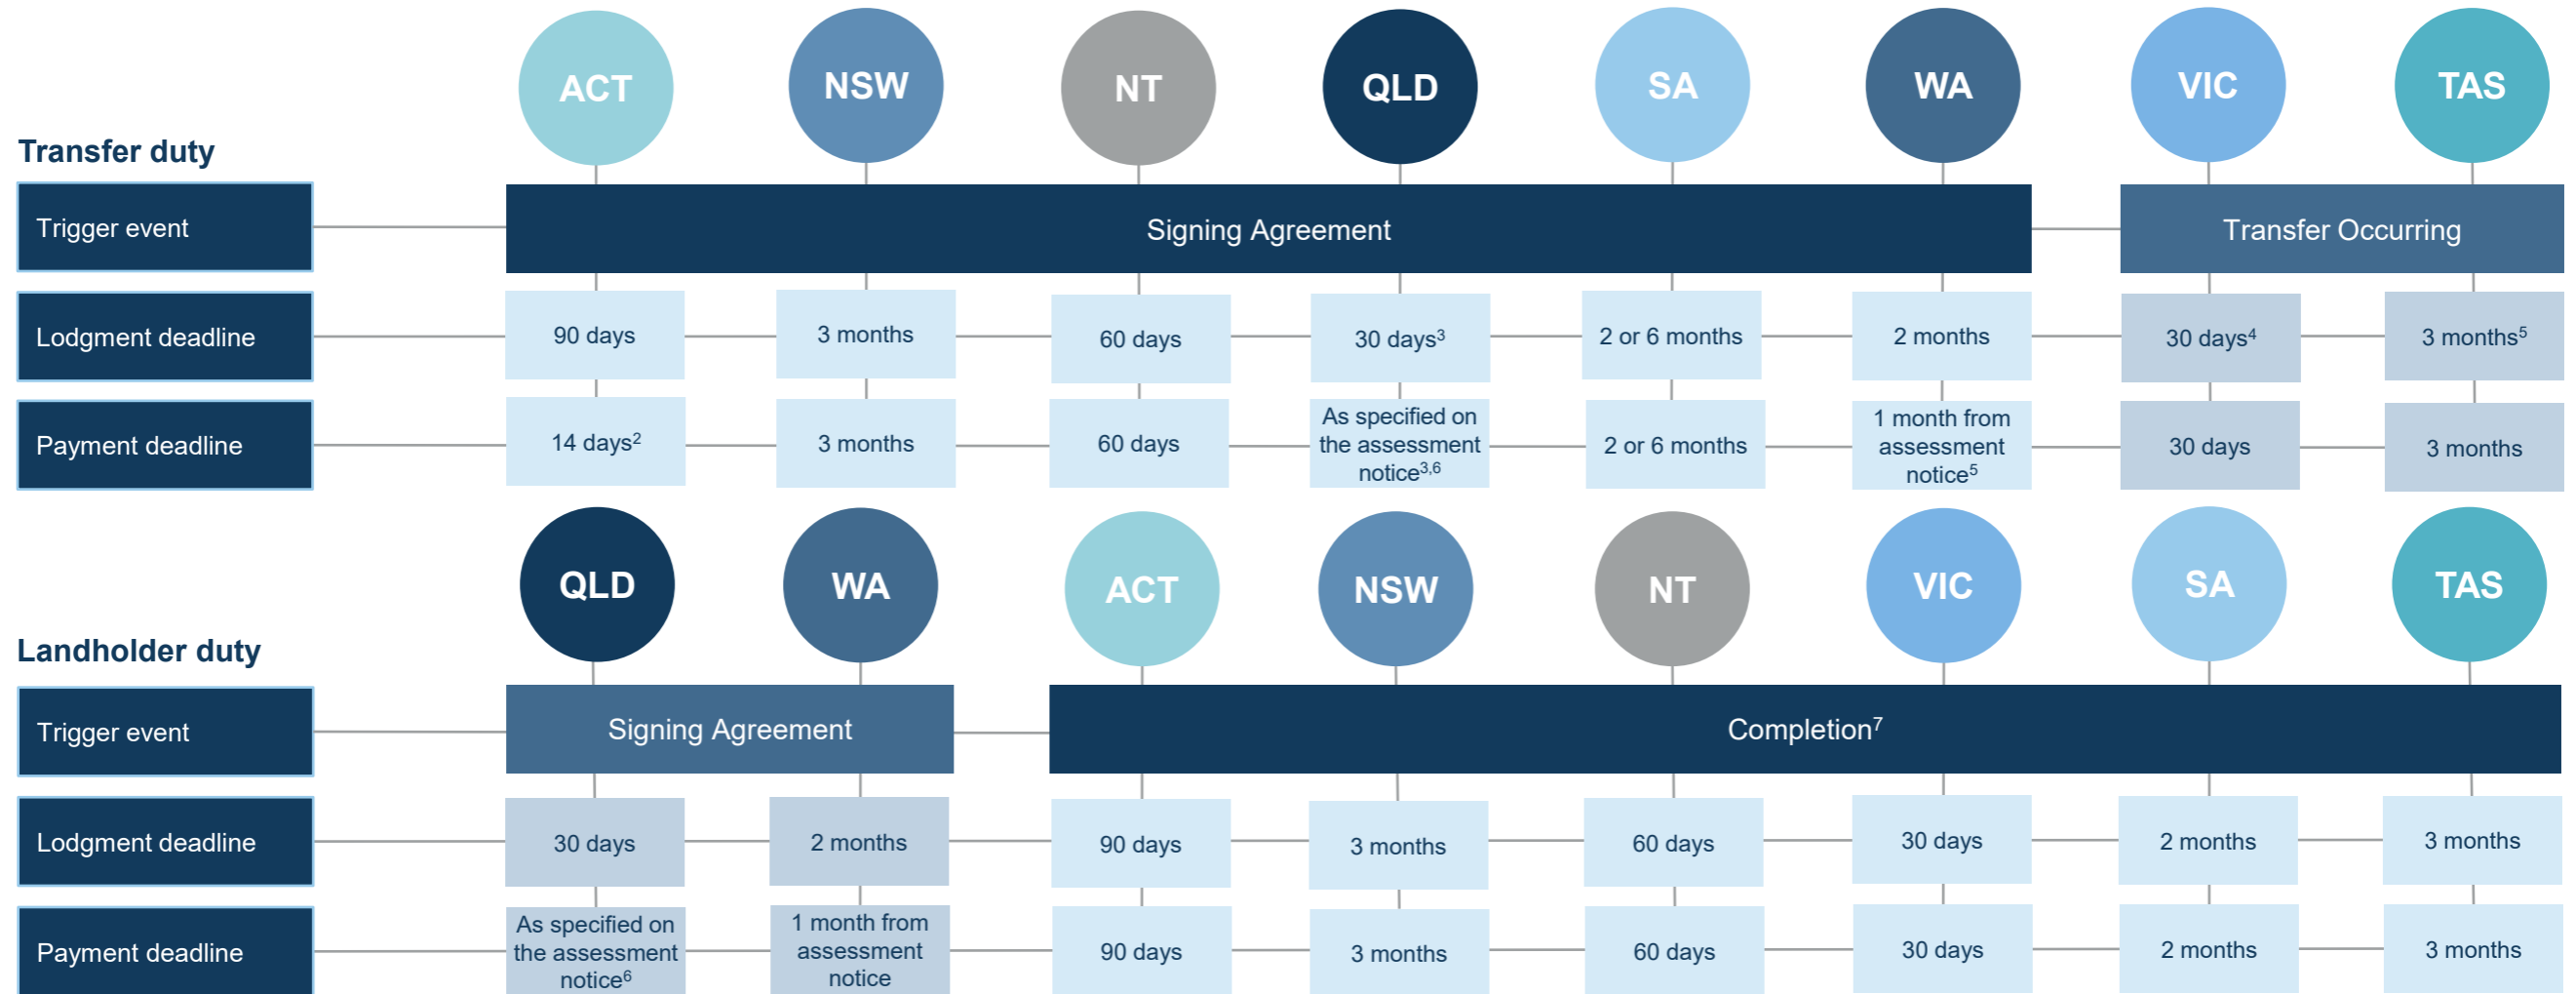 ACT NSW NT QLD SA WA VIC TAS
Transfer duty
Trigger event Signing Agreement Transfer Occurring
Lodgment deadline 90 days 3 months 60 days 30 days³ 2 or 6 months 2 months 30 days⁴ 3 months⁵
Payment deadline 14 days² 3 months 60 days
As specified on
the assessment
notice³,⁶
2 or 6 months
1 month from
assessment
notice⁵
30 days 3 months
QLD WA ACT NSW NT VIC SA TAS
Landholder duty
Trigger event Signing Agreement Completion⁷
Lodgment deadline 30 days 2 months 90 days 3 months 60 days 30 days 2 months 3 months
Payment deadline
As specified on
the assessment
notice⁶
1 month from
assessment
notice
90 days 3 months 60 days 30 days 2 months 3 months